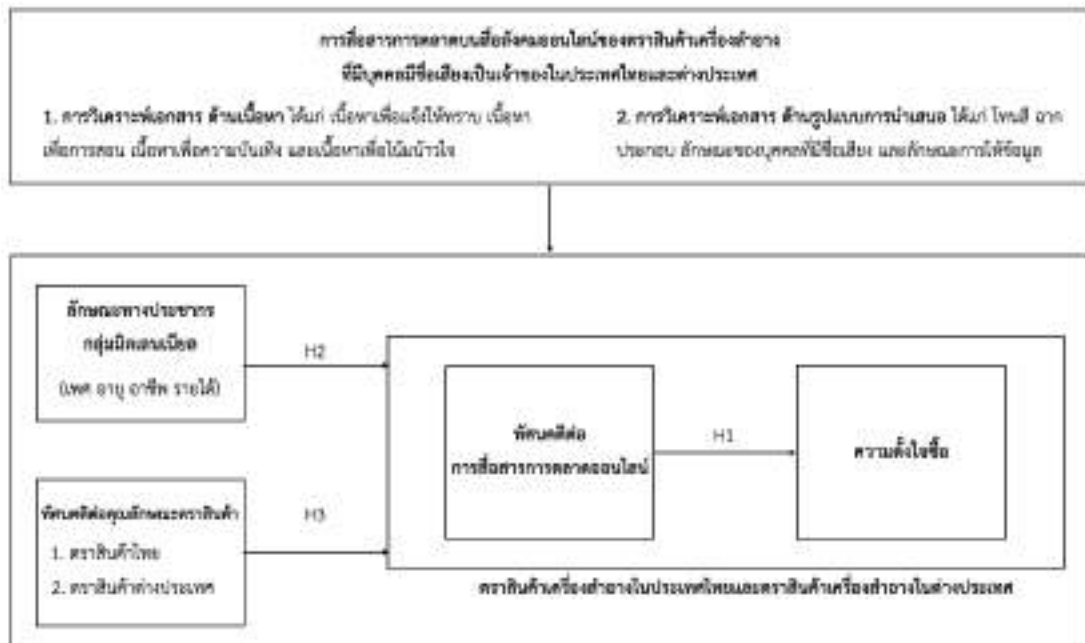 การสื่อสารการตลาดบนสื่อสังคมออนไลน์ของตราสินค้าเครื่องสำอาง
ที่มีบุคคลมีชื่อเสียงเป็นเจ้าของในประเทศไทยและต่างประเทศ
1. การวิเคราะห์เอกสาร ด้านเนื้อหา ได้แก่ เนื้อหาเพื่อแจ้งให้ทราบ เนื้อหา
เพื่อการสอน เนื้อหาเพื่อความบันเทิง และเนื้อหาเพื่อโน้มน้าวใจ
2. การวิเคราะห์เอกสาร ด้านรูปแบบการนำเสนอ ได้แก่ โทนสี ฉาก
ประกอบ ลักษณะของบุคคลที่มีชื่อเสียง และลักษณะการให้ข้อมูล
ลักษณะทางประชากร
กลุ่มมิลเลนเนียล
(เพศ อายุ อาชีพ รายได้)
H2
ทัศนคติต่อ
การสื่อสารการตลาดออนไลน์
H1
ความตั้งใจซื้อ
ทัศนคติต่อคุณลักษณะตราสินค้า
1. ตราสินค้าไทย
2. ตราสินค้าต่างประเทศ
H3
ตราสินค้าเครื่องสำอางในประเทศไทยและตราสินค้าเครื่องสำอางในต่างประเทศ